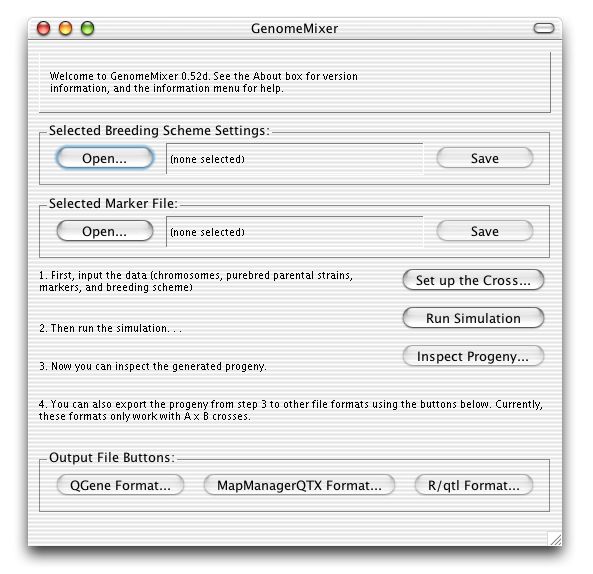 GenomeMixer
Welcome to GenomeMixer 0.52d. See the About box for version
information, and the information menu for help.
Selected Breeding Scheme Settings:
Open... (none selected) Save
Selected Marker File:
Open... (none selected) Save
1. First, input the data (chromosomes, purebred parental strains,
markers, and breeding scheme)
Set up the Cross...
Run Simulation
2. Then run the simulation. . .
Inspect Progeny...
3. Now you can inspect the generated progeny.
4. You can also export the progeny from step 3 to other file formats using the buttons below. Currently,
these formats only work with A x B crosses.
Output File Buttons:
QGene Format... MapManagerQTX Format... R/qtl Format...